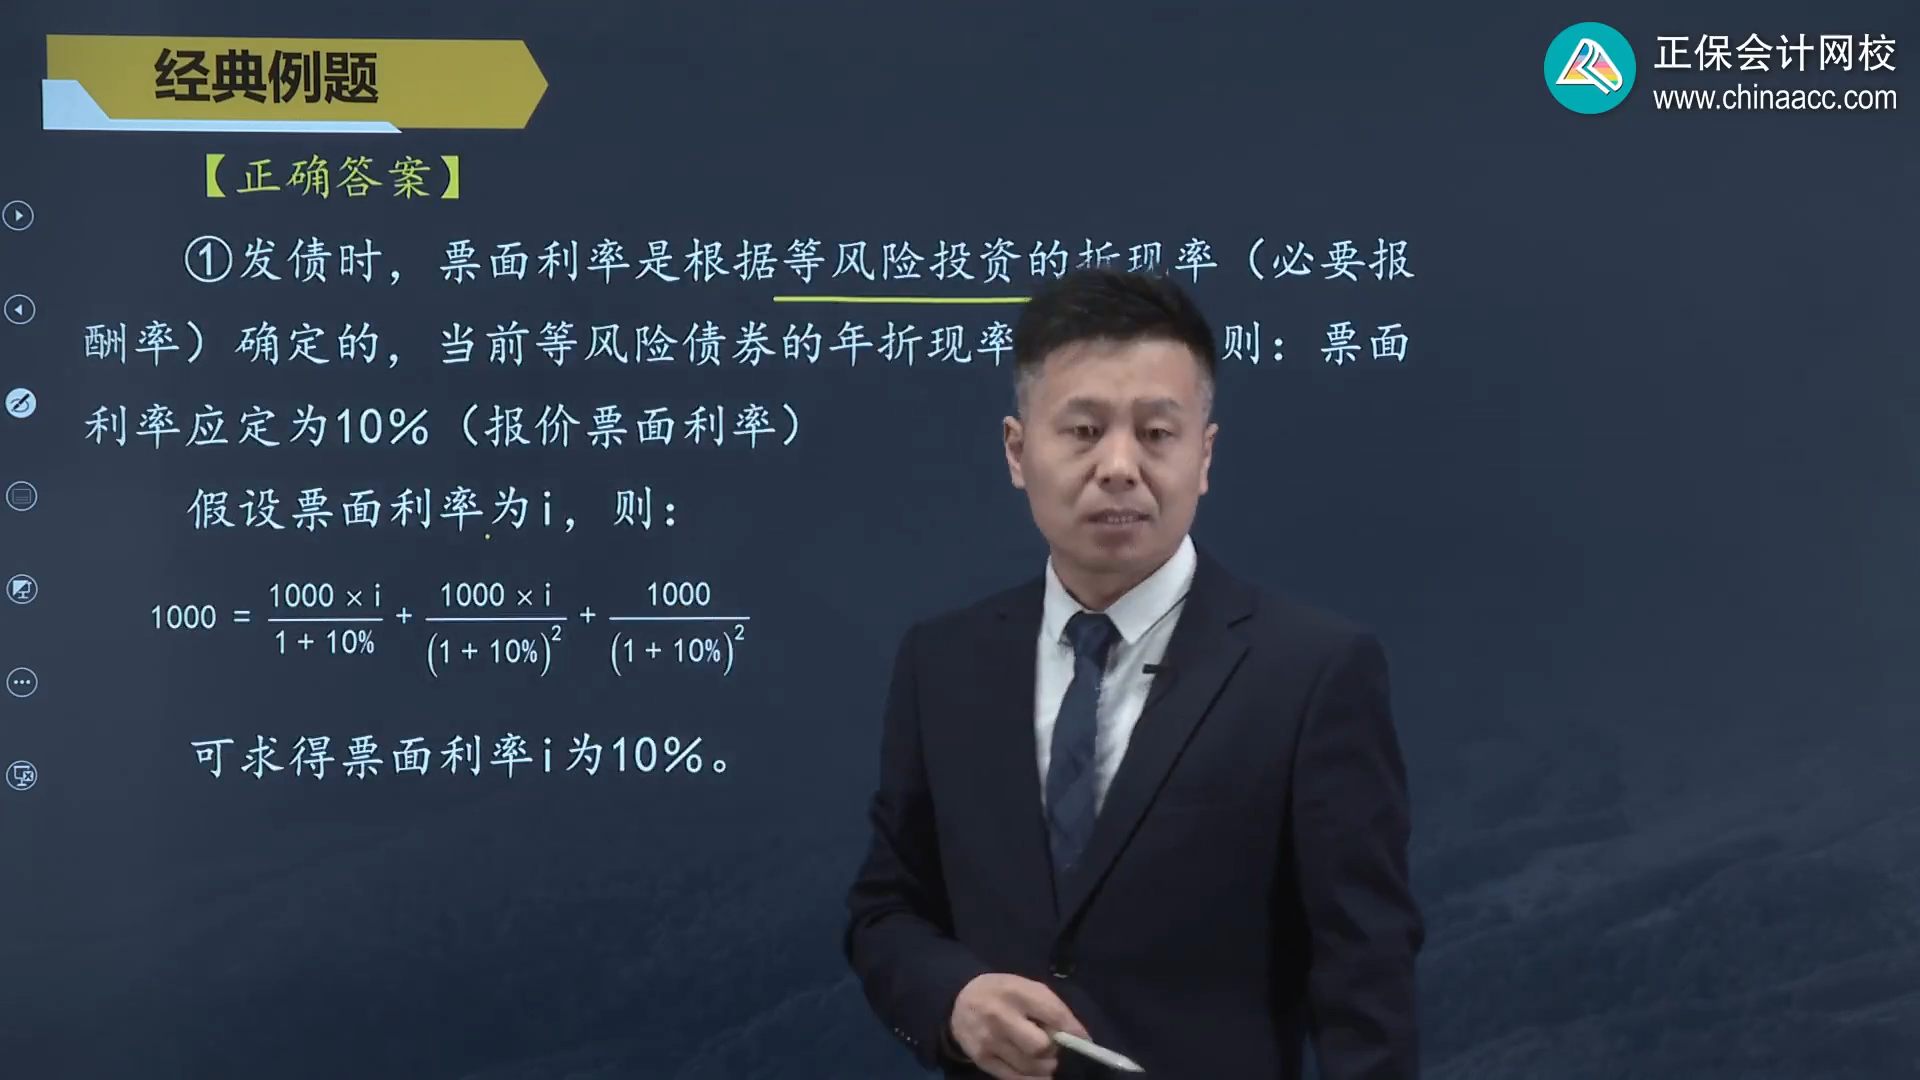 经典例题
正保会计网校
www.chinaacc.com
【正确答案】
①发债时，票面利率是根据等风险投资的折现率（必要报
酬率）确定的，当前等风险债券的年折现率 则：票面
利率应定为10%（报价票面利率）
假设票面利率为i，则：
1000 = \frac{1000 × i}{1 + 10%} + \frac{1000 × i}{(1 + 10%)^2} + \frac{1000}{(1 + 10%)^2}
可求得票面利率i为10%。